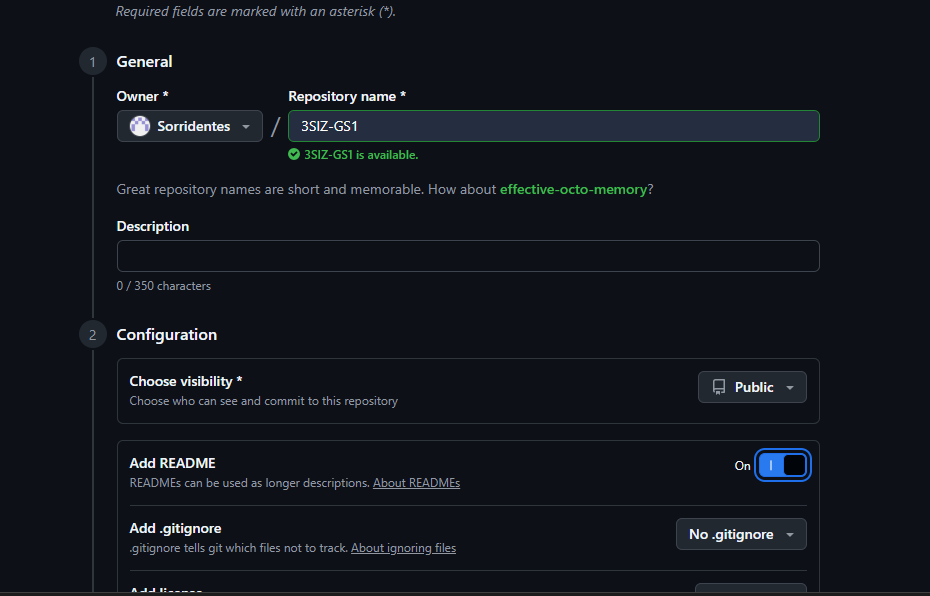 Required fields are marked with an asterisk (*).
1 General
Owner * Repository name *
Sorridentes / 3SIZ-GS1
3SIZ-GS1 is available.
Great repository names are short and memorable. How about effective-octo-memory?
Description
0 / 350 characters
2 Configuration
Choose visibility *
Choose who can see and commit to this repository
Public
Add README
READMEs can be used as longer descriptions. About READMEs
On
Add .gitignore
.gitignore tells git which files not to track. About ignoring files
No .gitignore
Add license